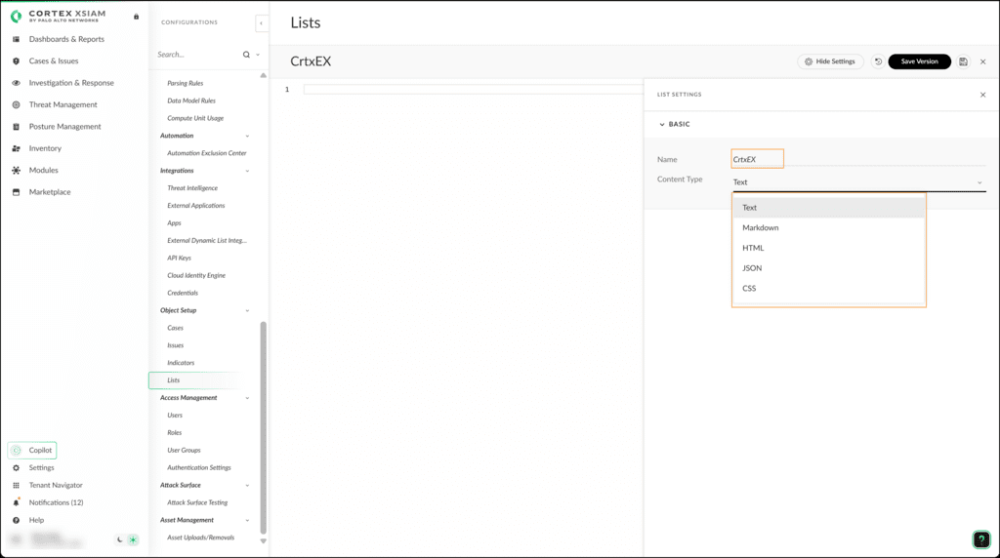 CORTEX XSIAM
BY PALO ALTO NETWORKS
Dashboards & Reports
Cases & Issues
Investigation & Response
Threat Management
Posture Management
Inventory
Modules
Marketplace
Copilot
Settings
Tenant Navigator
Notifications (12)
Help
CONFIGURATIONS
Search...
Parsing Rules
Data Model Rules
Compute Unit Usage
Automation
Automation Exclusion Center
Integrations
Threat Intelligence
External Applications
Apps
External Dynamic List Integ...
API Keys
Cloud Identity Engine
Credentials
Object Setup
Cases
Issues
Indicators
Lists
Access Management
Users
Roles
User Groups
Authentication Settings
Attack Surface
Attack Surface Testing
Asset Management
Asset Uploads/Removals
Lists
CrtxEX
Hide Settings
Save Version
1
LIST SETTINGS
BASIC
Name
CrtxEX
Content Type
Text
Text
Markdown
HTML
JSON
CSS
?